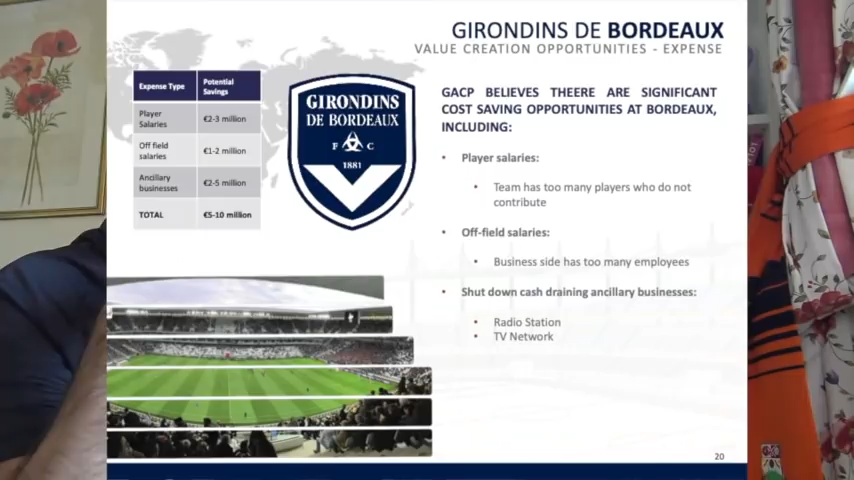 GIRONDINS DE BORDEAUX
VALUE CREATION OPPORTUNITIES - EXPENSE
Expense Type Potential Savings
Player Salaries €2-3 million
Off field salaries €1-2 million
Ancillary businesses €2-5 million
TOTAL €5-10 million
GIRONDINS
DE BORDEAUX
F C
1881
GACP BELIEVES THEERE ARE SIGNIFICANT
COST SAVING OPPORTUNITIES AT BORDEAUX,
INCLUDING:
• Player salaries:
• Team has too many players who do not
contribute
• Off-field salaries:
• Business side has too many employees
• Shut down cash draining ancillary businesses:
• Radio Station
• TV Network
20